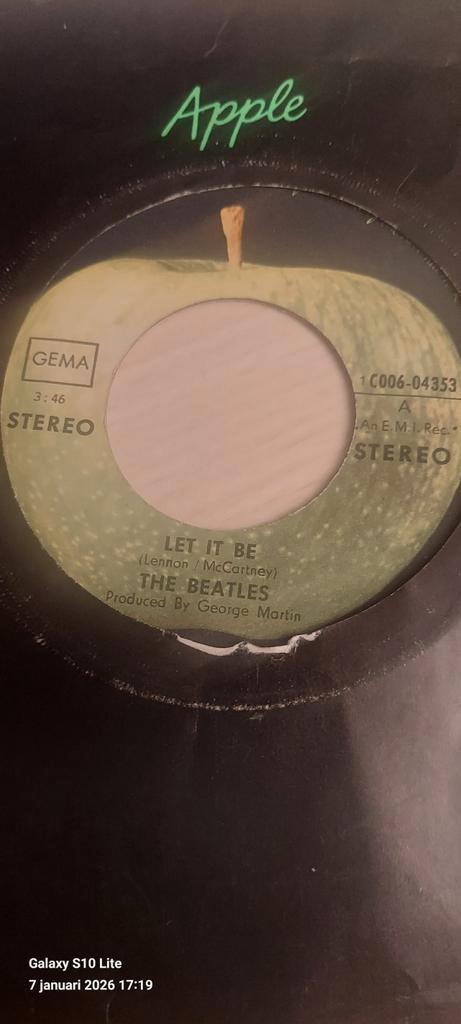 Apple
GEMA
3:46
STEREO
1C006-04353
A
"An E.M.I. Rec."
STEREO
LET IT BE
(Lennon / McCartney)
THE BEATLES
Produced By George Martin
Galaxy S10 Lite
7 januari 2026 17:19